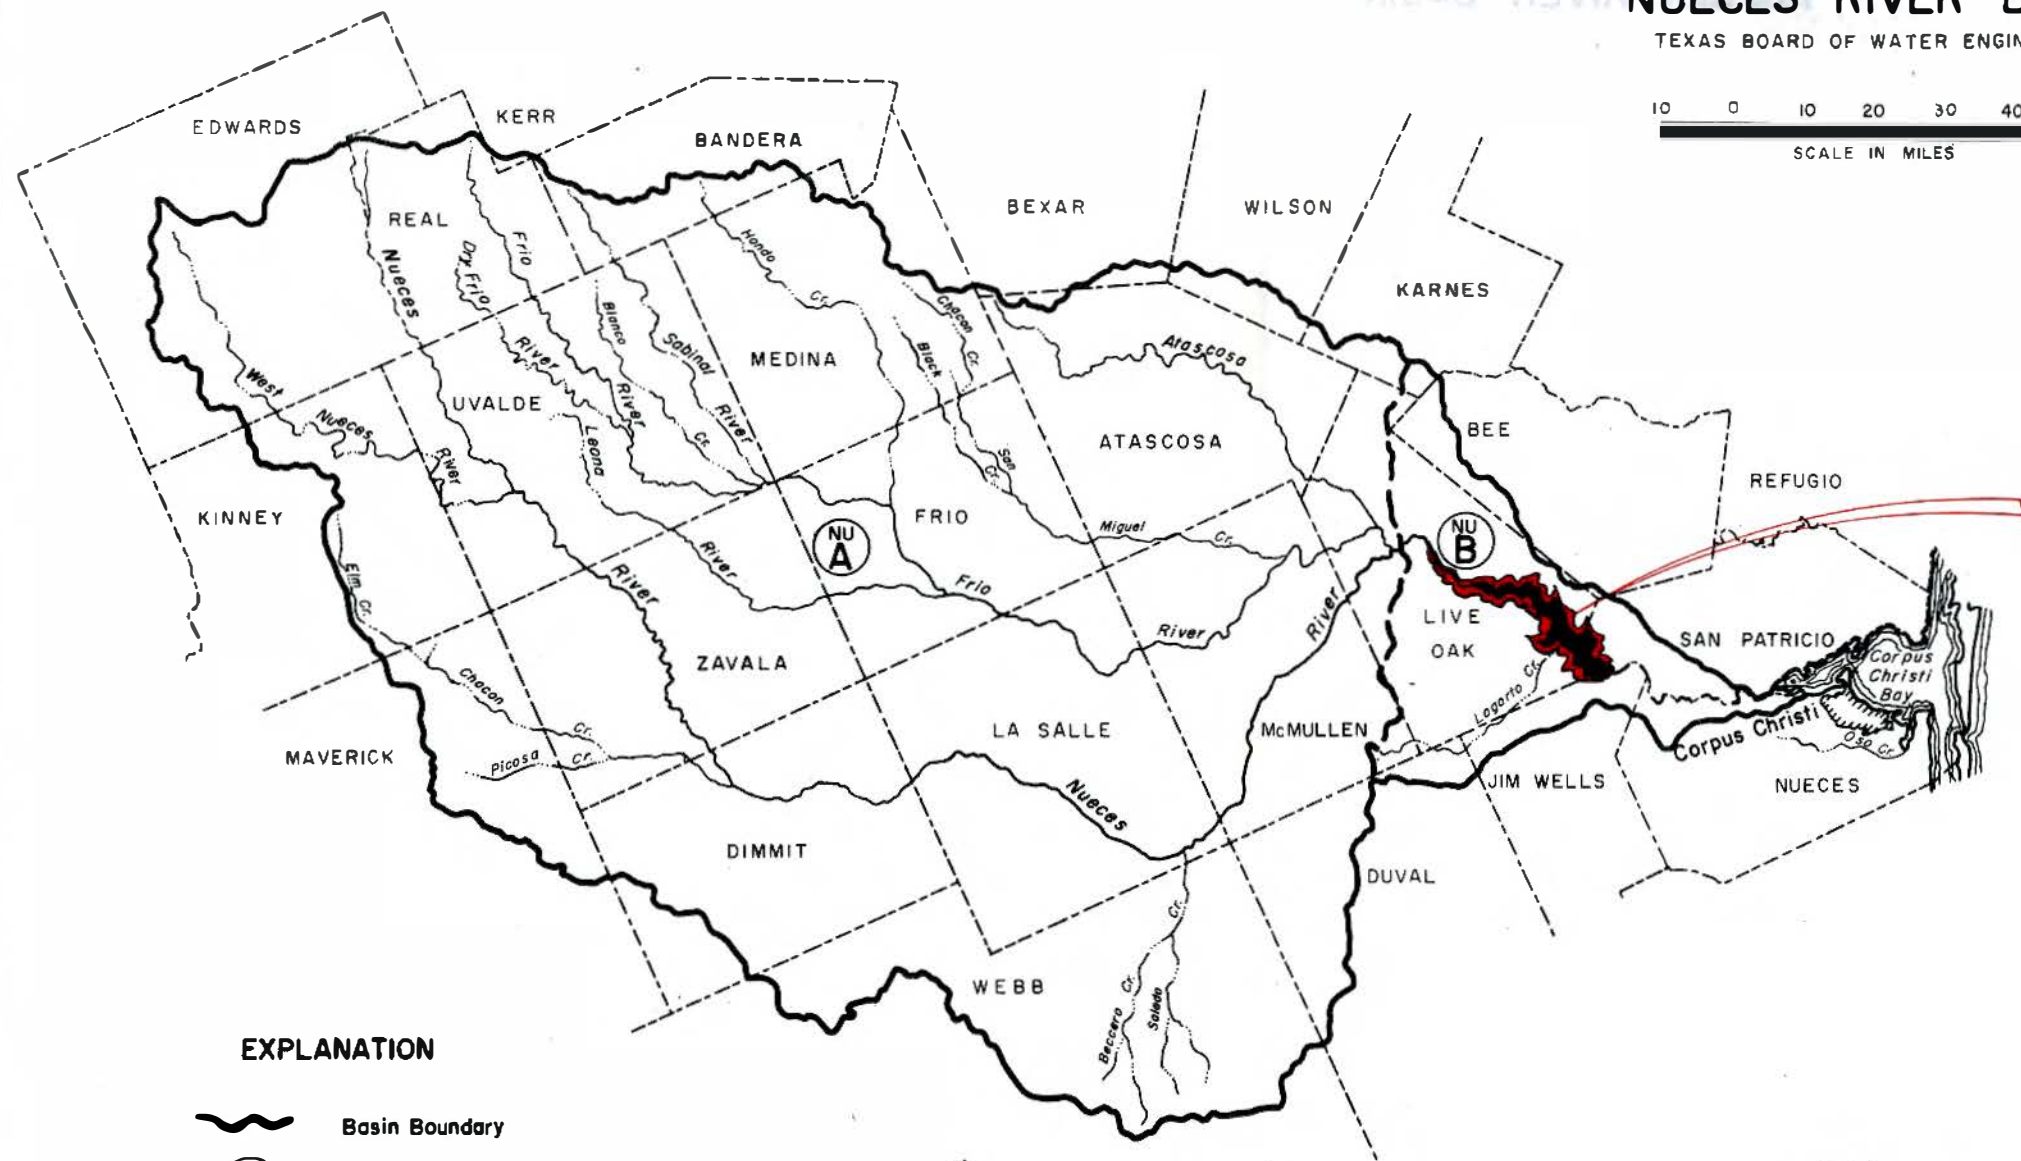 NUECES RIVER
TEXAS BOARD OF WATER
10 0 10 20 30 40
SCALE IN MILES
EDWARDS
KERR
BANDERA
REAL
BEXAR
WILSON
KARNES
Nueces
Dry Frio
River
Frio
River
Blanco
Cr.
Sabinal
River
Hondo
Cr.
Chacon
Cr.
Black
Cr.
MEDINA
Atascosa
West
Nueces
River
UVALDE
Leona
River
ATASCOSA
BEE
REFUGIO
KINNEY
NU
A
FRIO
San
Miguel
Cr.
NU
B
Elm Cr.
River
Frio
River
River
LIVE
OAK
SAN PATRICIO
ZAVALA
Corpus
Christi
Bay
Chacon
Cr.
Lagarto Cr.
LA SALLE
McMULLEN
Corpus Christi
Oso Cr.
MAVERICK
Picosa Cr.
JIM WELLS
NUECES
Nueces
DIMMIT
DUVAL
Cr.
WEBB
Beccero Cr.
Salado
EXPLANATION
Basin Boundary